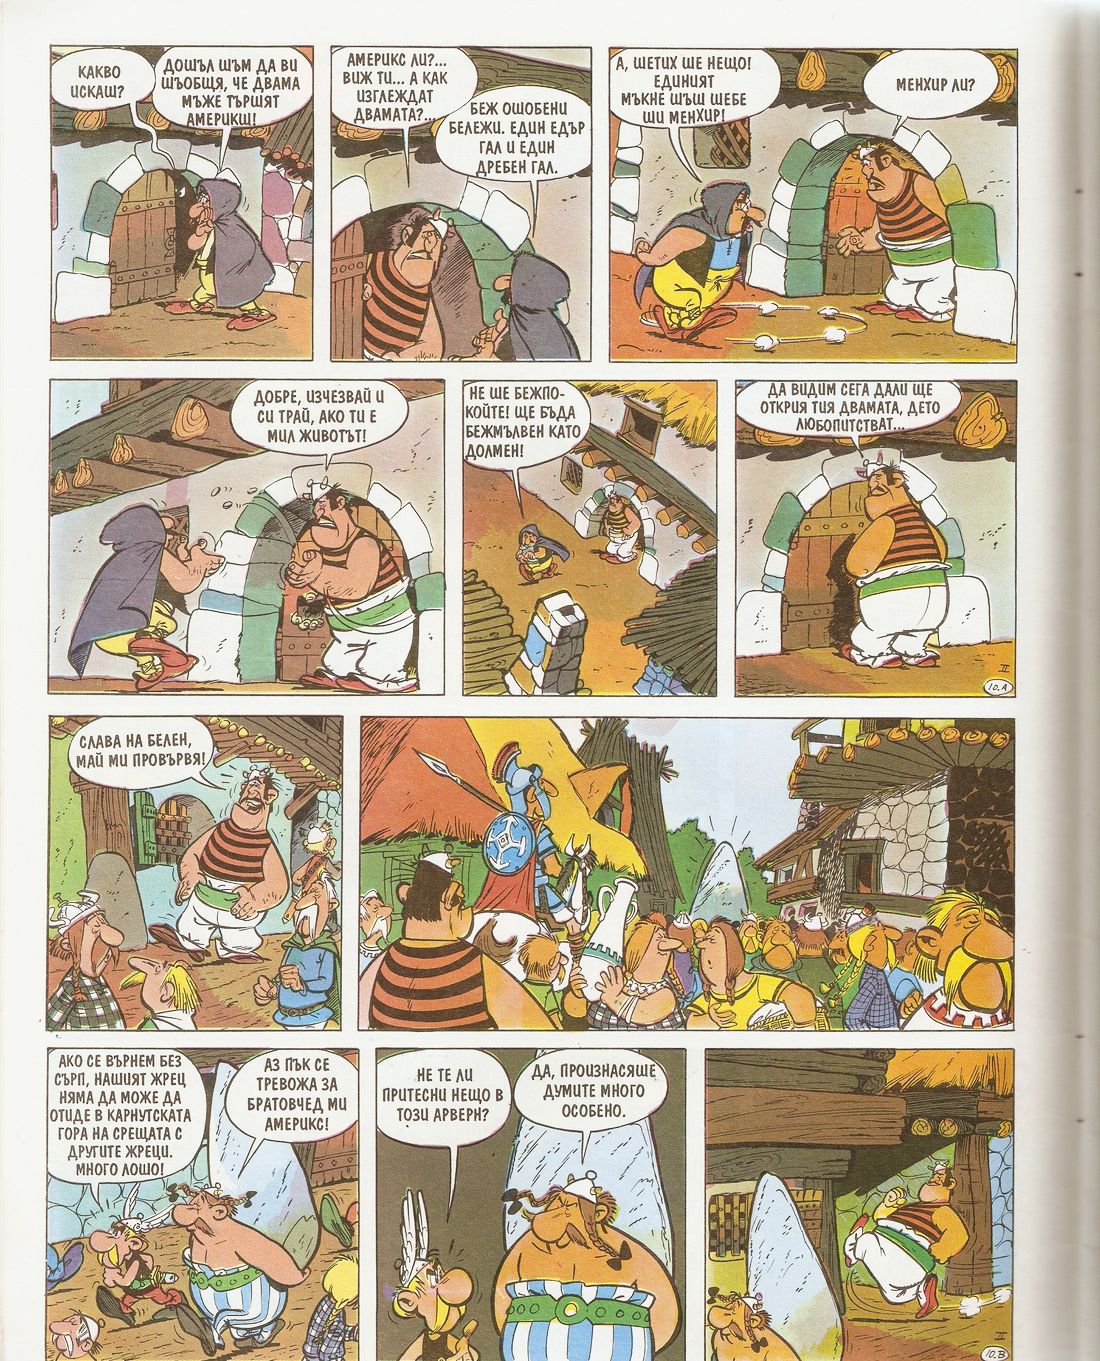 КАКВО
ИСКАШ?
ДОШЪЛ ШЪМ ДА ВИ
ШЪОБЩЯ, ЧЕ ДВАМА
МЪЖЕ ТЪРШЯТ
АМЕРИКШ!
АМЕРИКС ЛИ?...
ВИЖ ТИ... А КАК
ИЗГЛЕЖДАТ
ДВАМАТА?...
БЕЖ ОШОБЕНИ
БЕЛЕЖИ. ЕДИН ЕДЪР
ГАЛ И ЕДИН
ДРЕБЕН ГАЛ.
А, ШЕТИХ ШЕ НЕЩО!
ЕДИНИЯТ
МЪКНЕ ШЪШ ШЕБЕ
ШИ МЕНХИР!
МЕНХИР ЛИ?
ДОБРЕ, ИЗЧЕЗВАЙ И
СИ ТРАЙ, АКО ТИ Е
МИЛ ЖИВОТЪТ!
НЕ ШЕ БЕЖПО-
КОЙТЕ! ЩЕ БЪДА
БЕЖМЪЛВЕН КАТО
ДОЛМЕН!
ДА ВИДИМ СЕГА ДАЛИ ЩЕ
ОТКРИЯ ТИЯ ДВАМАТА, ДЕТО
ЛЮБОПИТСТВАТ...
II
10.A
СЛАВА НА БЕЛЕН,
МАЙ МИ ПРОВЪРВЯ!
АКО СЕ ВЪРНЕМ БЕЗ
СЪРП, НАШИЯТ ЖРЕЦ
НЯМА ДА МОЖЕ ДА
ОТИДЕ В КАРНУТСКАТА
ГОРА НА СРЕЩАТА С
ДРУГИТЕ ЖРЕЦИ.
МНОГО ЛОШО!
АЗ ПЪК СЕ
ТРЕВОЖА ЗА
БРАТОВЧЕД МИ
АМЕРИКС!
НЕ ТЕ ЛИ
ПРИТЕСНИ НЕЩО В
ТОЗИ АРВЕРН?
ДА, ПРОИЗНАСЯШЕ
ДУМИТЕ МНОГО
ОСОБЕНО.
II
10.B